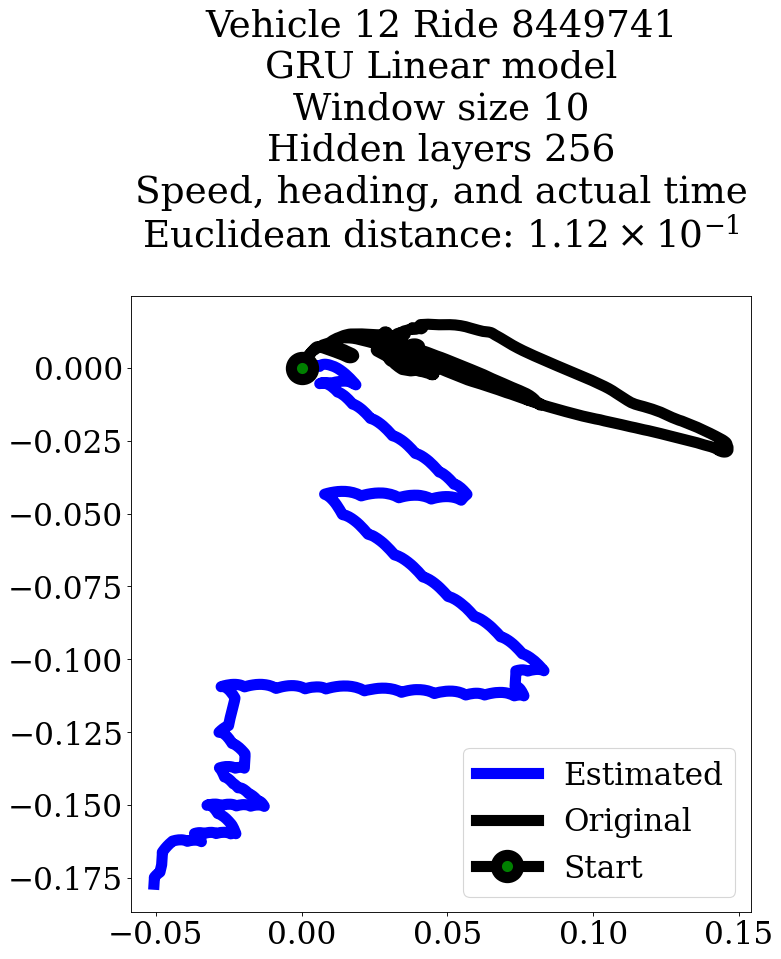 Vehicle 12 Ride 8449741
GRU Linear model
Window size 10
Hidden layers 256
Speed, heading, and actual time
Euclidean distance: 1.12 × 10⁻¹
0.000
−0.025
−0.050
−0.075
−0.100
−0.125
−0.150
−0.175
Estimated
Original
Start
−0.05 0.00 0.05 0.10 0.15